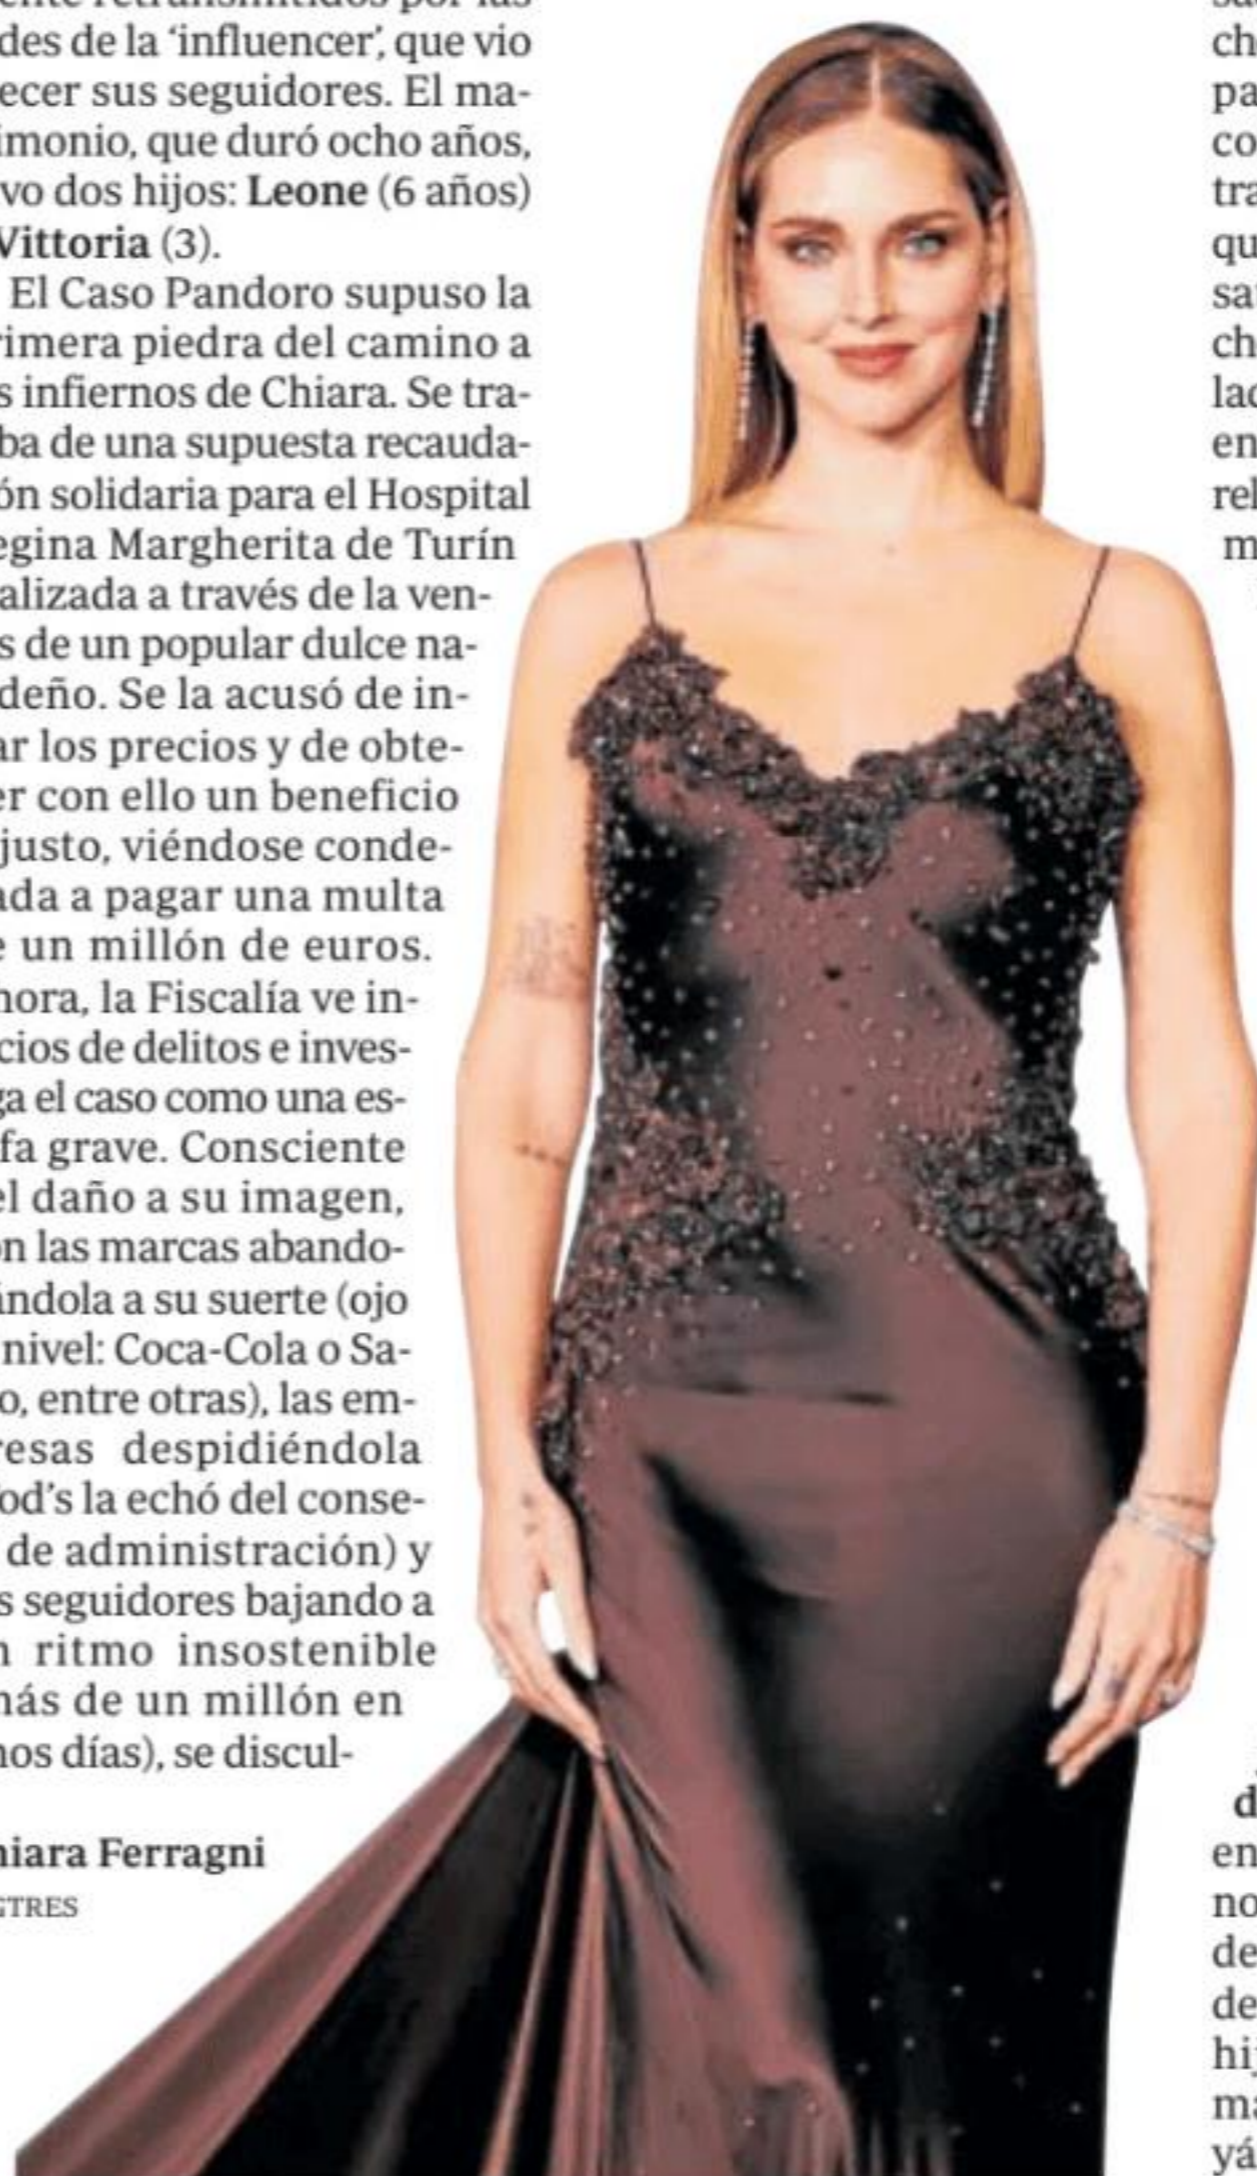 ente retransmitidos por las
des de la ‘influencer’, que vio
ecer sus seguidores. El ma-
imonio, que duró ocho años,
vo dos hijos: Leone (6 años)
Vittoria (3).
El Caso Pandoro supuso la
rimera piedra del camino a
s infiernos de Chiara. Se tra-
ba de una supuesta recauda-
ón solidaria para el Hospital
egina Margherita de Turín
alizada a través de la ven-
s de un popular dulce na-
deño. Se la acusó de in-
ar los precios y de obte-
er con ello un beneficio
justo, viéndose conde-
ada a pagar una multa
e un millón de euros.
hora, la Fiscalía ve in-
cios de delitos e inves-
ga el caso como una es-
fa grave. Consciente
el daño a su imagen,
on las marcas abando-
ándola a su suerte (ojo
nivel: Coca-Cola o Sa-
o, entre otras), las em-
resas despidiéndola
od’s la echó del conse-
de administración) y
s seguidores bajando a
n ritmo insostenible
más de un millón en
nos días), se discul-
hiara Ferragni
GTRES
ch
pa
co
tra
qu
sa
ch
lac
en
rel
m
d
en
no
de
de
hij
ma
yá